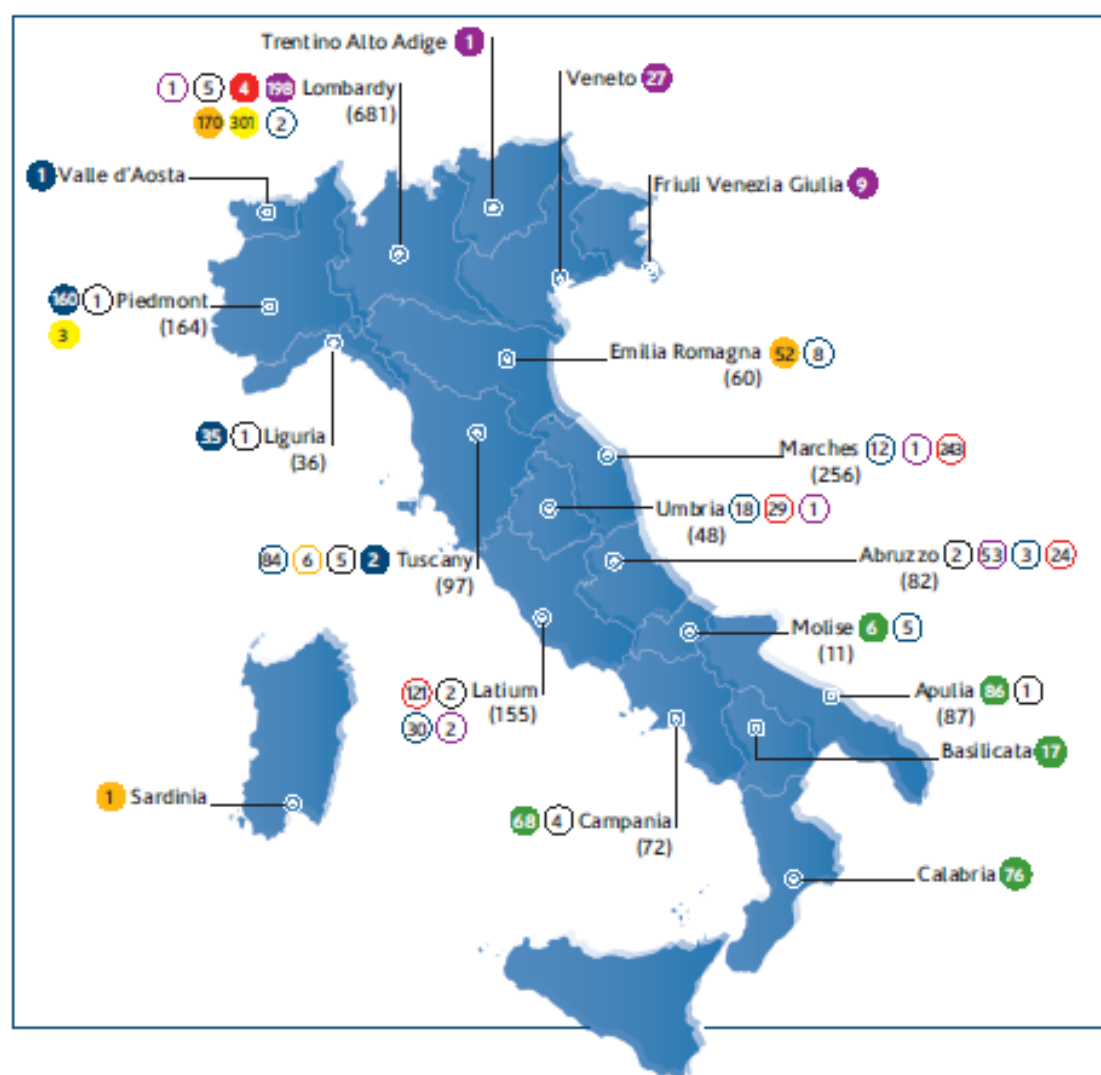 Trentino Alto Adige 1
1 5 4 198 Lombardy
170 301 2 (681)
Veneto 27
1 Valle d'Aosta
Friuli Venezia Giulia 9
160 1 Piedmont
3 (164)
Emilia Romagna 52 8
(60)
35 1 Liguria
(36)
Marches 12 1 243
(256)
Umbria 18 29 1
(48)
84 6 5 2 Tuscany
(97)
Abruzzo 2 53 3 24
(82)
Molise 6 5
(11)
121 2 Latium
30 2 (155)
Apulia 86 1
(87)
Basilicata 17
1 Sardinia
68 4 Campania
(72)
Calabria 76